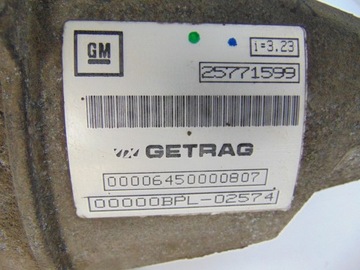 GM
i=3.23
25771599
GETRAG
00006450000807
00000BPL-02574